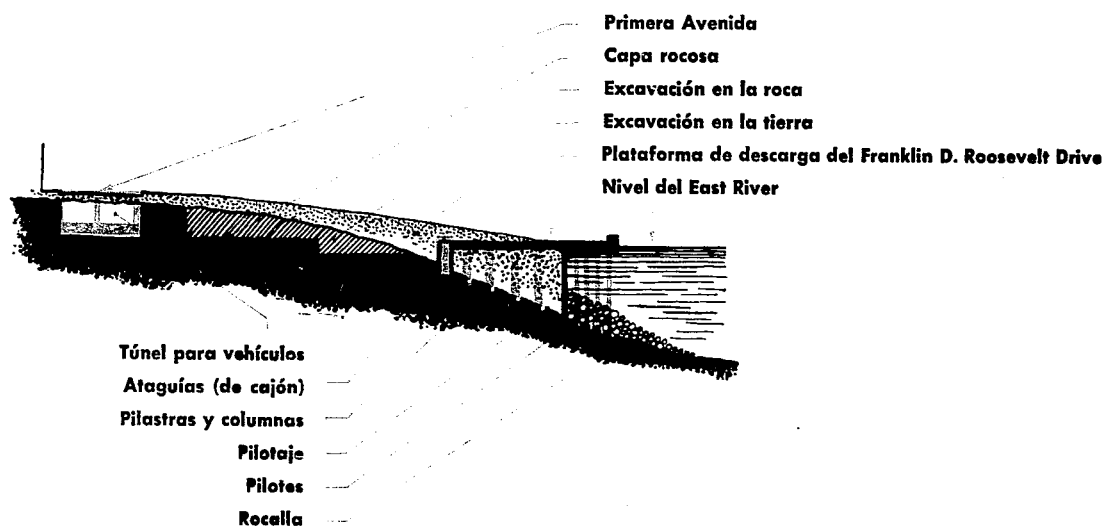 Primera Avenida
Capa rocosa
Excavación en la roca
Excavación en la tierra
Plataforma de descarga del Franklin D. Roosevelt Drive
Nivel del East River
Túnel para vehículos
Ataguías (de cajón)
Pilastras y columnas
Pilotaje
Pilotes
Rocalla